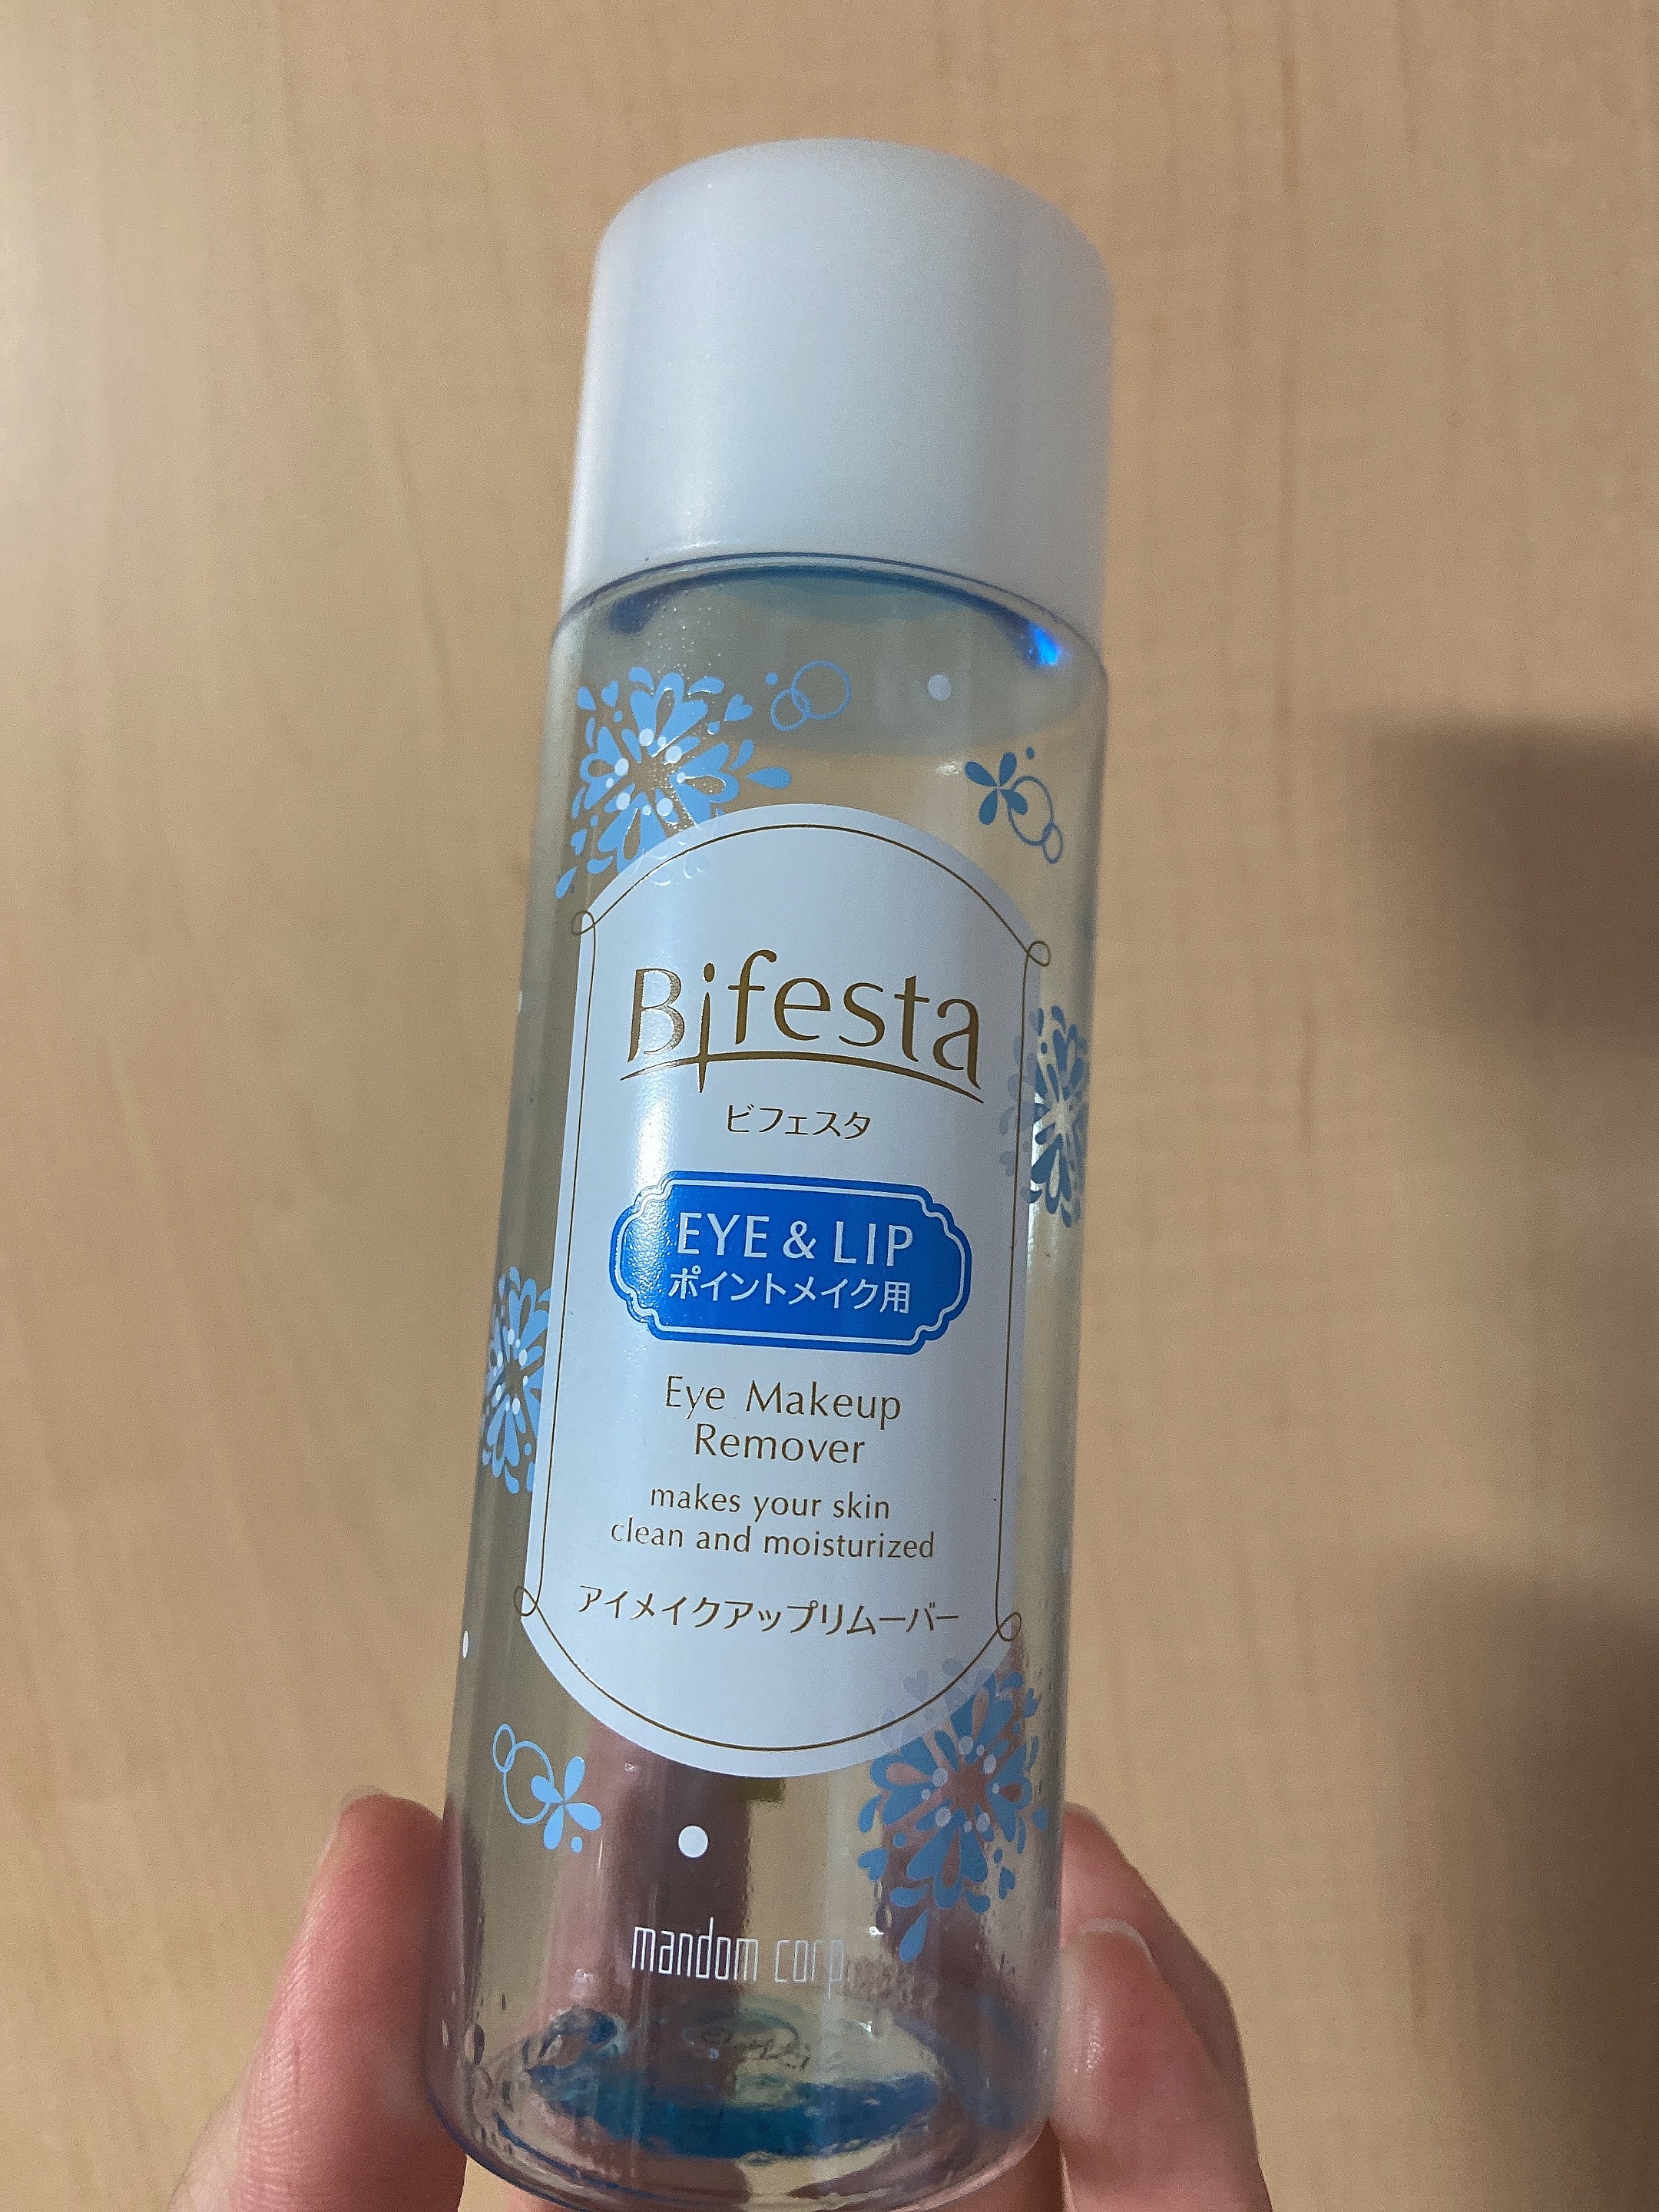 Bifesta
ビフェスタ
EYE & LIP
ポイントメイク用
Eye Makeup
Remover
makes your skin
clean and moisturized
アイメイクアップリムーバー
mandom corp.